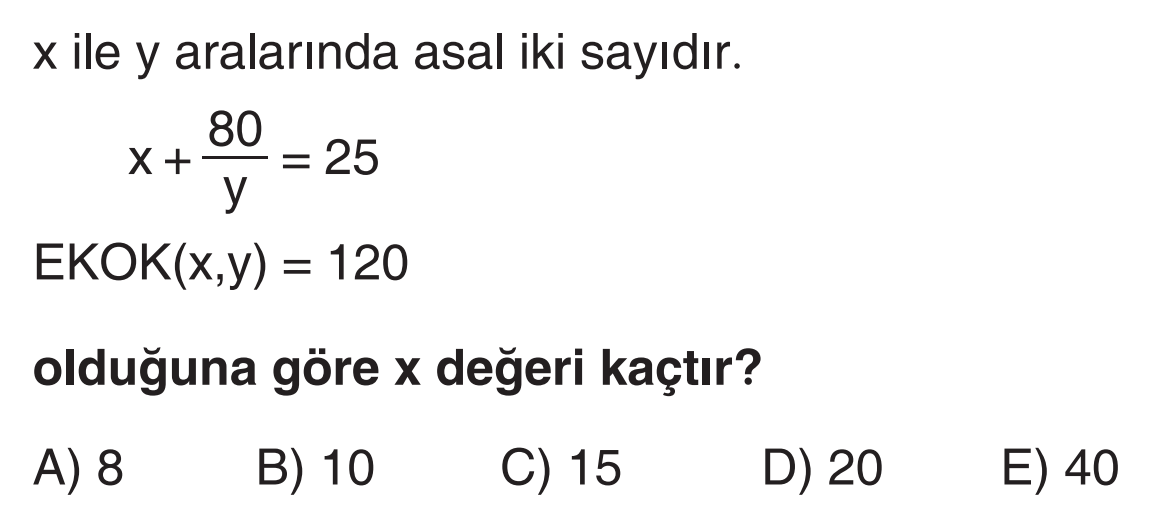 x ile y aralarında asal iki sayıdır.
x + 80/y = 25
EKOK(x,y) = 120
olduğuna göre x değeri kaçtır?
A) 8 B) 10 C) 15 D) 20 E) 40